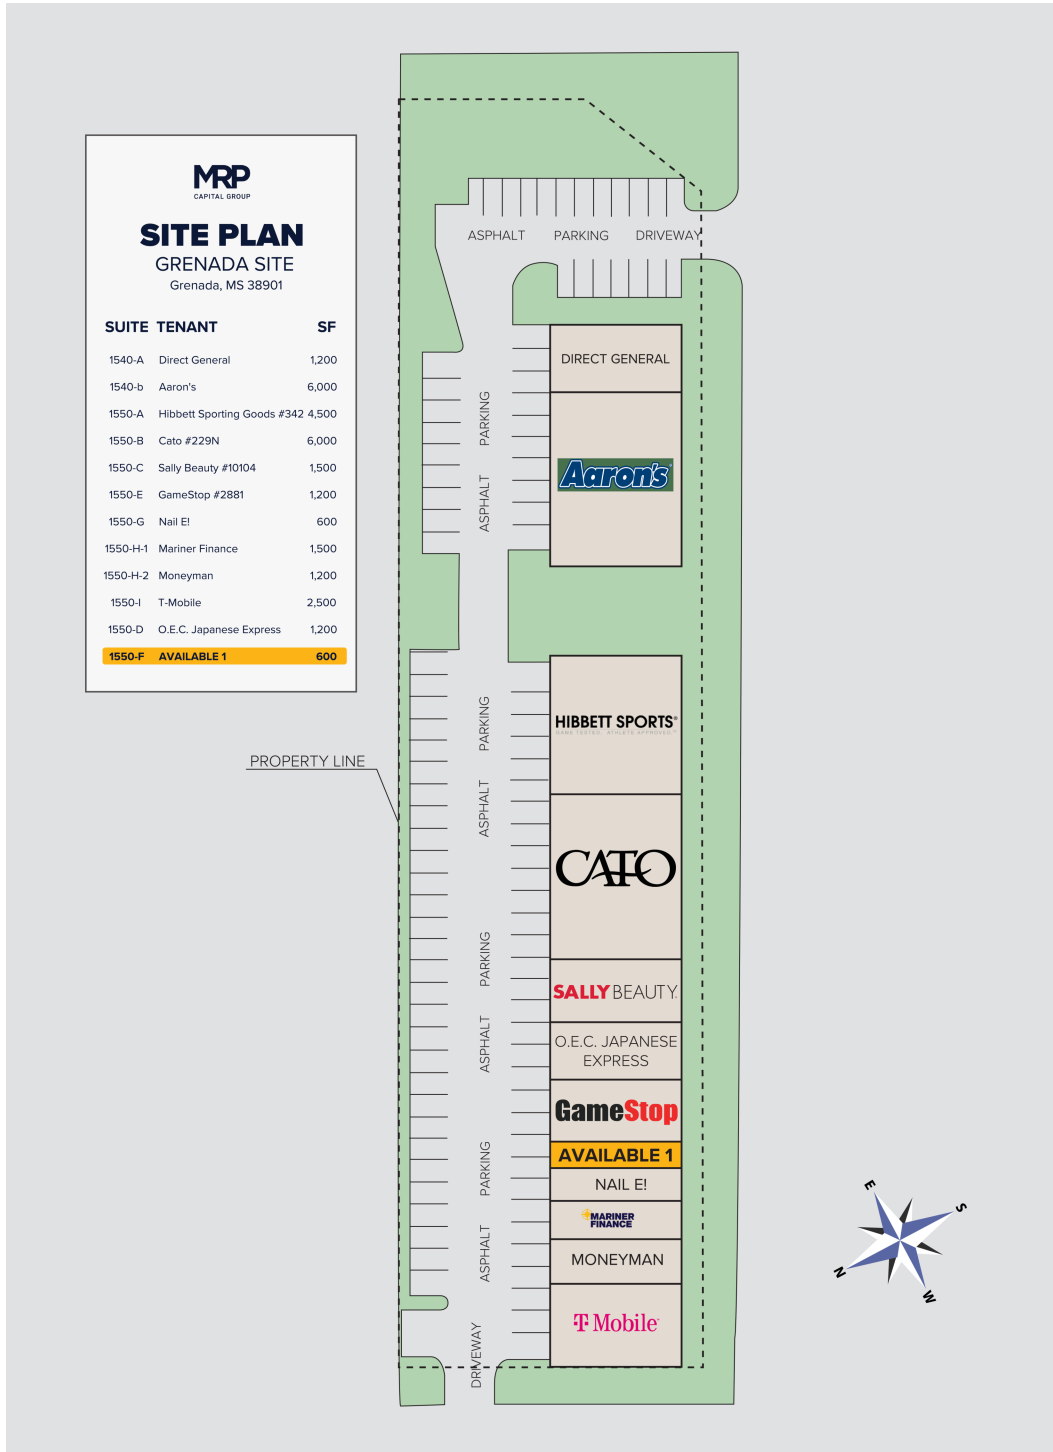 MRP
CAPITAL GROUP
SITE PLAN
GRENADA SITE
Grenada, MS 38901
SUITE TENANT SF
1540-A Direct General 1,200
1540-b Aaron's 6,000
1550-A Hibbett Sporting Goods #342 4,500
1550-B Cato #229N 6,000
1550-C Sally Beauty #10104 1,500
1550-E GameStop #2881 1,200
1550-G Nail E! 600
1550-H-1 Mariner Finance 1,500
1550-H-2 Moneyman 1,200
1550-I T-Mobile 2,500
1550-D O.E.C. Japanese Express 1,200
1550-F AVAILABLE 1 600
PROPERTY LINE
ASPHALT PARKING DRIVEWAY
DIRECT GENERAL
ASPHALT PARKING
Aaron's
HIBBETT SPORTS®
GAME TESTED. ATHLETE APPROVED.™
ASPHALT PARKING
CATO
ASPHALT PARKING
SALLY BEAUTY.
O.E.C. JAPANESE
EXPRESS
GameStop
AVAILABLE 1
ASPHALT PARKING
NAIL E!
MARINER
FINANCE
MONEYMAN
T Mobile
DRIVEWAY
E
S
N
W